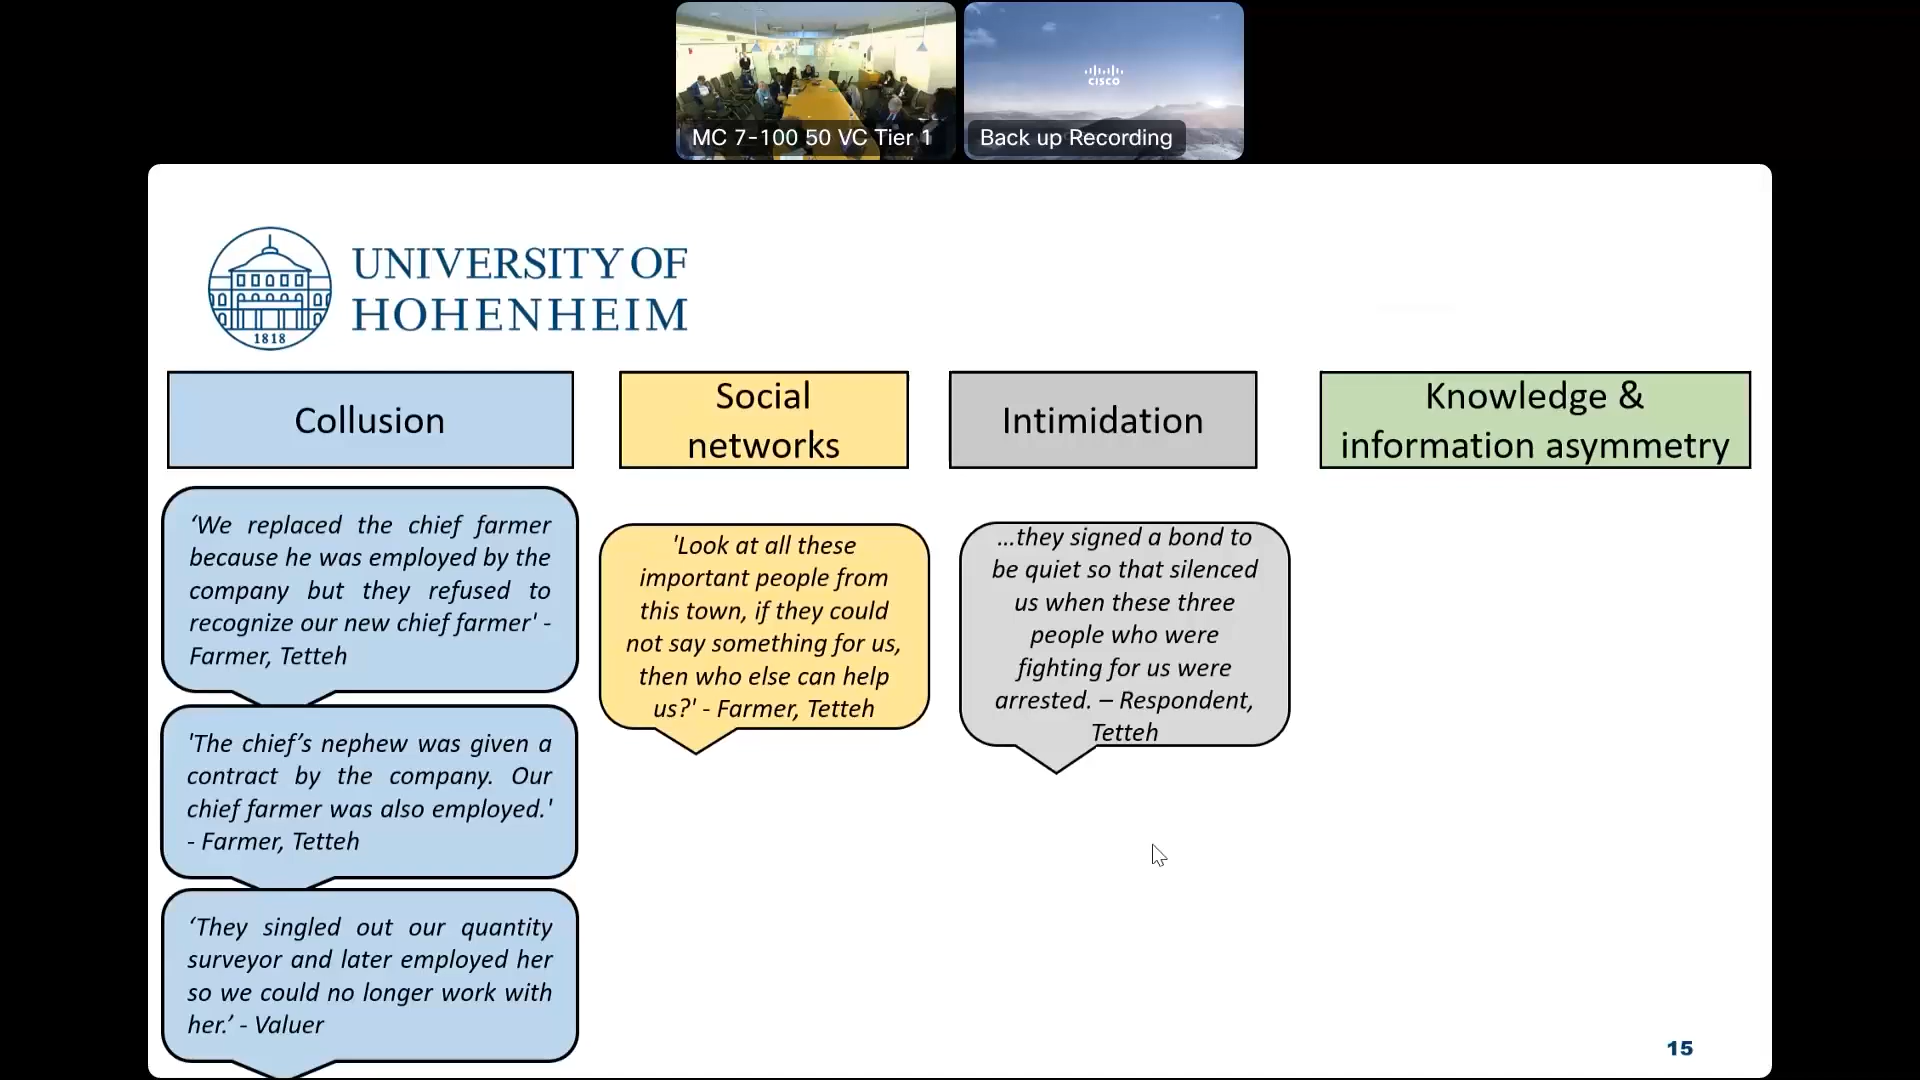 MC 7-100 50 VC Tier 1
CISCO
Back up Recording
UNIVERSITY OF
HOHENHEIM
1818
Collusion
Social
networks
Intimidation
Knowledge &
information asymmetry
‘We replaced the chief farmer
because he was employed by the
company but they refused to
recognize our new chief farmer' -
Farmer, Tetteh
'The chief’s nephew was given a
contract by the company. Our
chief farmer was also employed.'
- Farmer, Tetteh
‘They singled out our quantity
surveyor and later employed her
so we could no longer work with
her.’ - Valuer
'Look at all these
important people from
this town, if they could
not say something for us,
then who else can help
us?' - Farmer, Tetteh
...they signed a bond to
be quiet so that silenced
us when these three
people who were
fighting for us were
arrested. – Respondent,
Tetteh
15